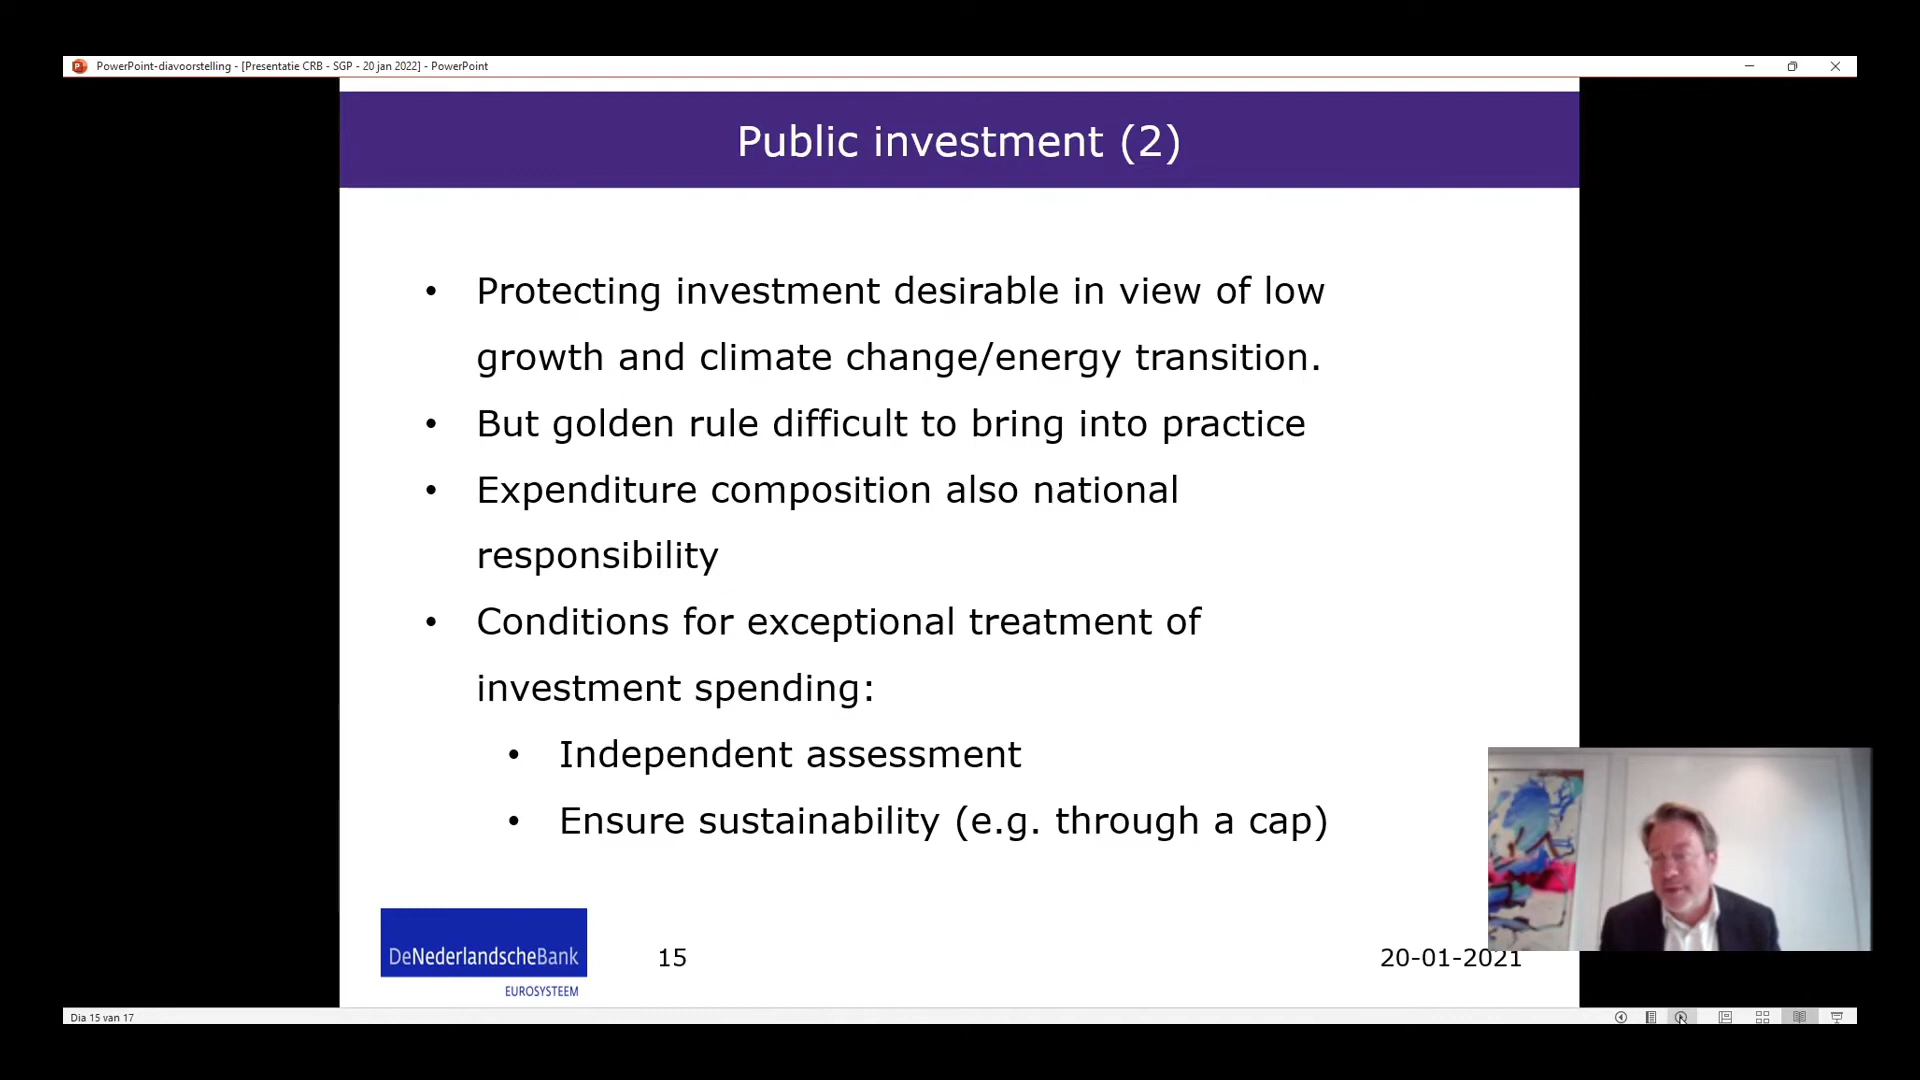 PowerPoint-diavoorstelling - [Presentatie CRB - SGP - 20 jan 2022] - PowerPoint
Public investment (2)
• Protecting investment desirable in view of low
growth and climate change/energy transition.
• But golden rule difficult to bring into practice
• Expenditure composition also national
responsibility
• Conditions for exceptional treatment of
investment spending:
• Independent assessment
• Ensure sustainability (e.g. through a cap)
DeNederlandscheBank
EUROSYSTEEM
15
20-01-2021
Dia 15 van 17